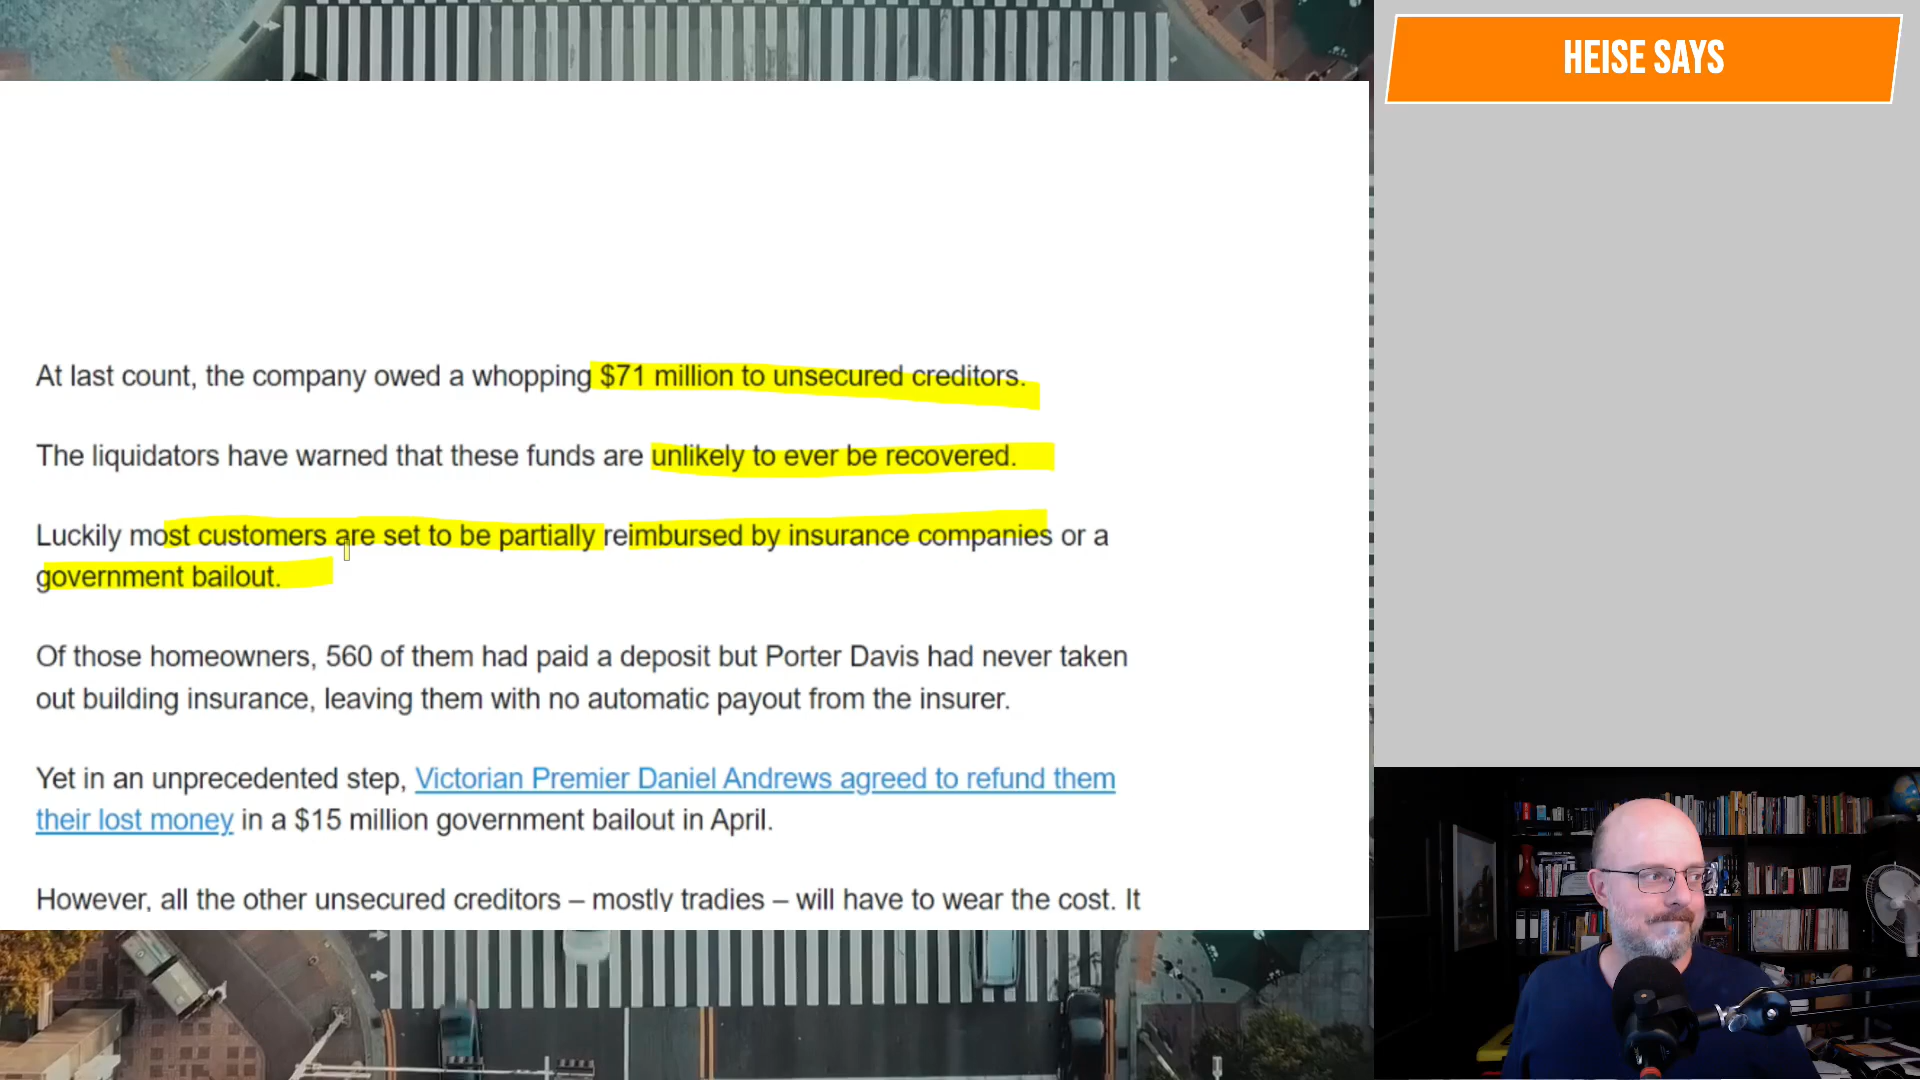 HEISE SAYS
At last count, the company owed a whopping $71 million to unsecured creditors.
The liquidators have warned that these funds are unlikely to ever be recovered.
Luckily most customers are set to be partially reimbursed by insurance companies or a
government bailout.
Of those homeowners, 560 of them had paid a deposit but Porter Davis had never taken
out building insurance, leaving them with no automatic payout from the insurer.
Yet in an unprecedented step, Victorian Premier Daniel Andrews agreed to refund them
their lost money in a $15 million government bailout in April.
However, all the other unsecured creditors – mostly tradies – will have to wear the cost. It